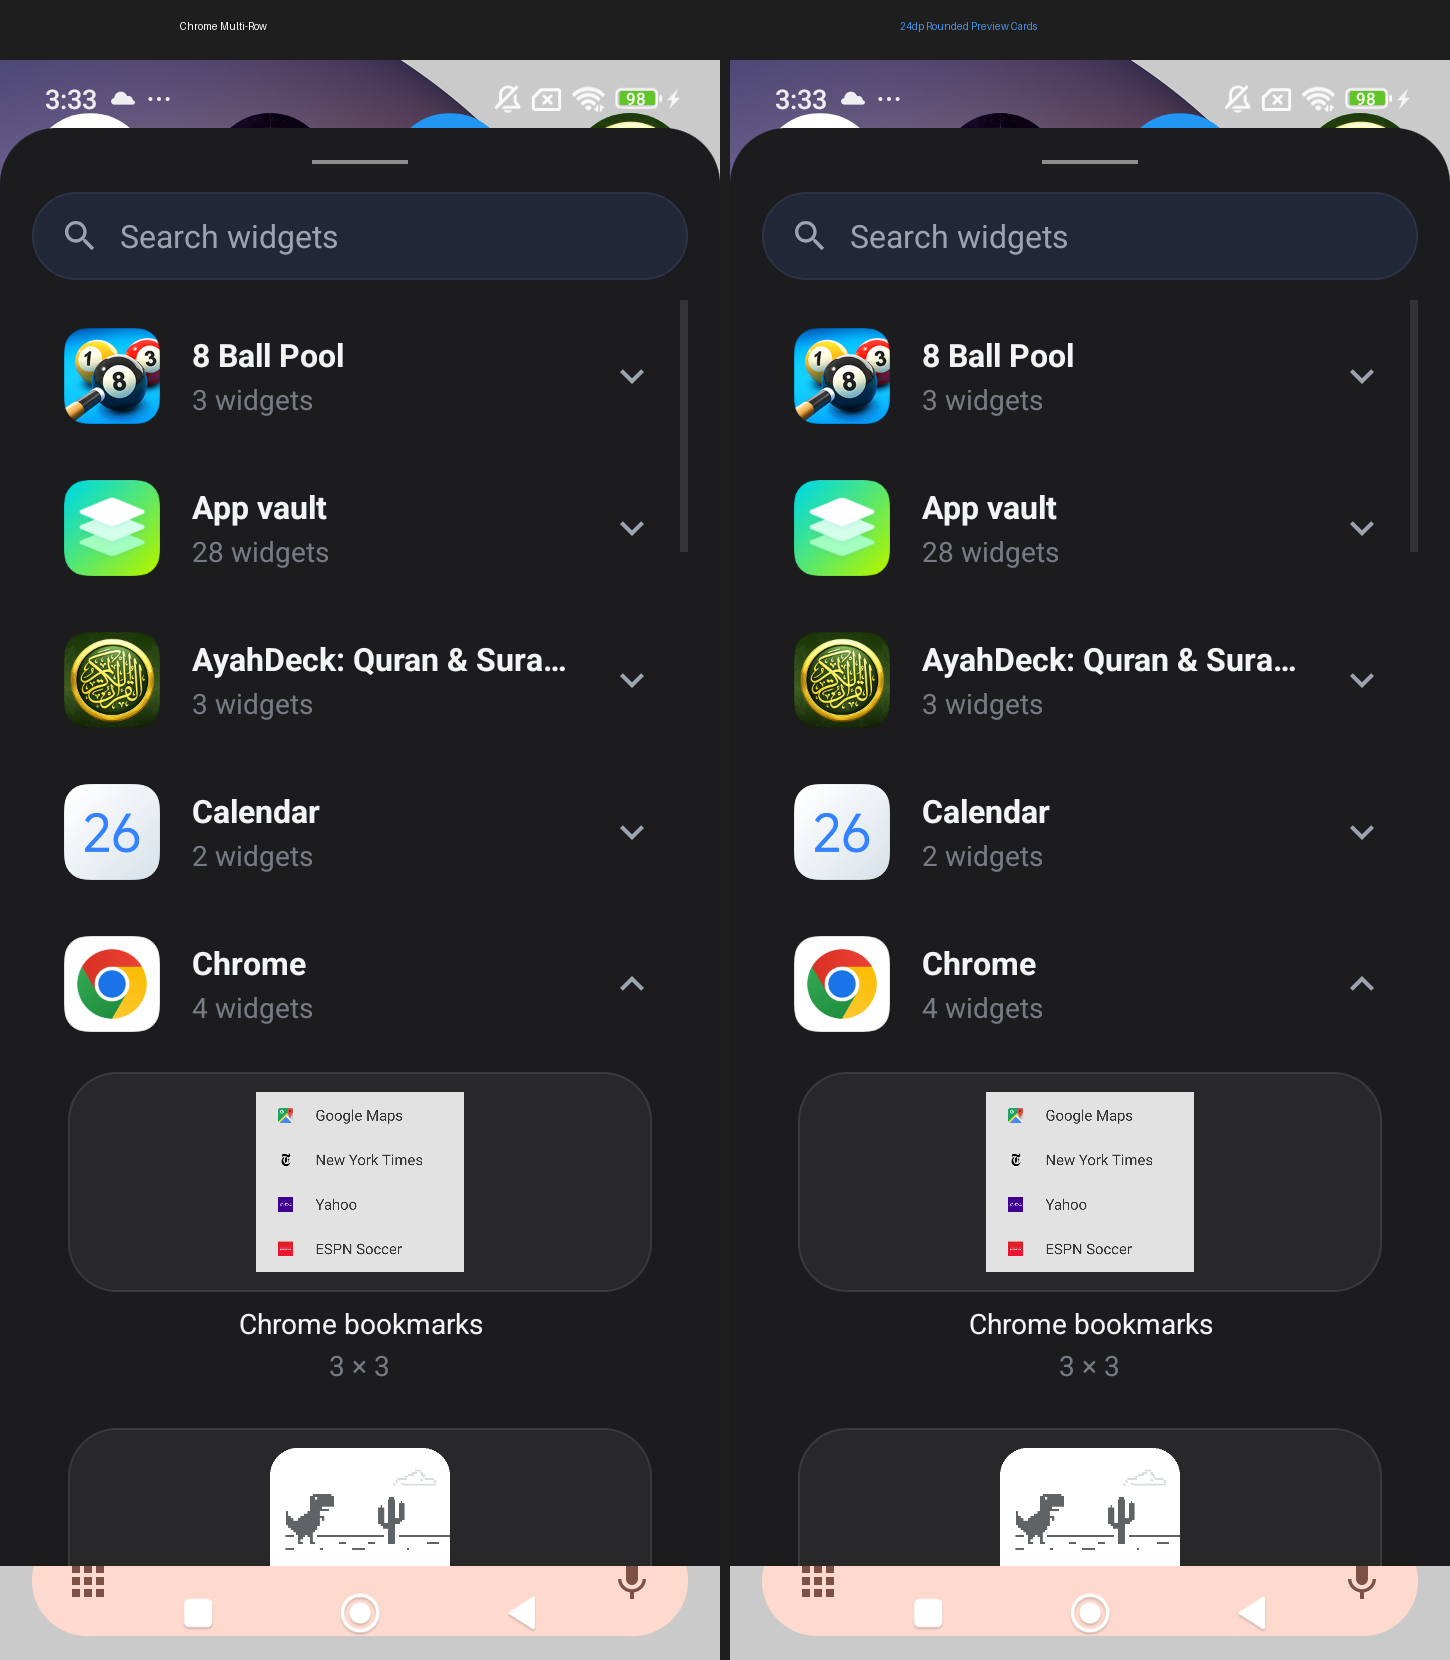 Chrome Multi-Row
24dp Rounded Preview Cards
3:33
98
Search widgets
8 Ball Pool
3 widgets
App vault
28 widgets
AyahDeck: Quran & Sura...
3 widgets
26
Calendar
2 widgets
Chrome
4 widgets
Google Maps
New York Times
Yahoo
ESPN Soccer
Chrome bookmarks
3 × 3
3:33
98
Search widgets
8 Ball Pool
3 widgets
App vault
28 widgets
AyahDeck: Quran & Sura...
3 widgets
26
Calendar
2 widgets
Chrome
4 widgets
Google Maps
New York Times
Yahoo
ESPN Soccer
Chrome bookmarks
3 × 3